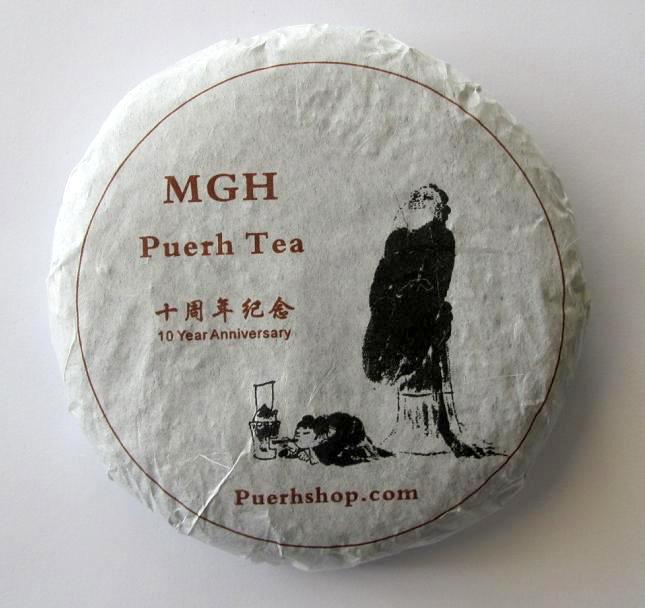 MGH
Puerh Tea
十周年纪念
10 Year Anniversary
Puerhshop.com